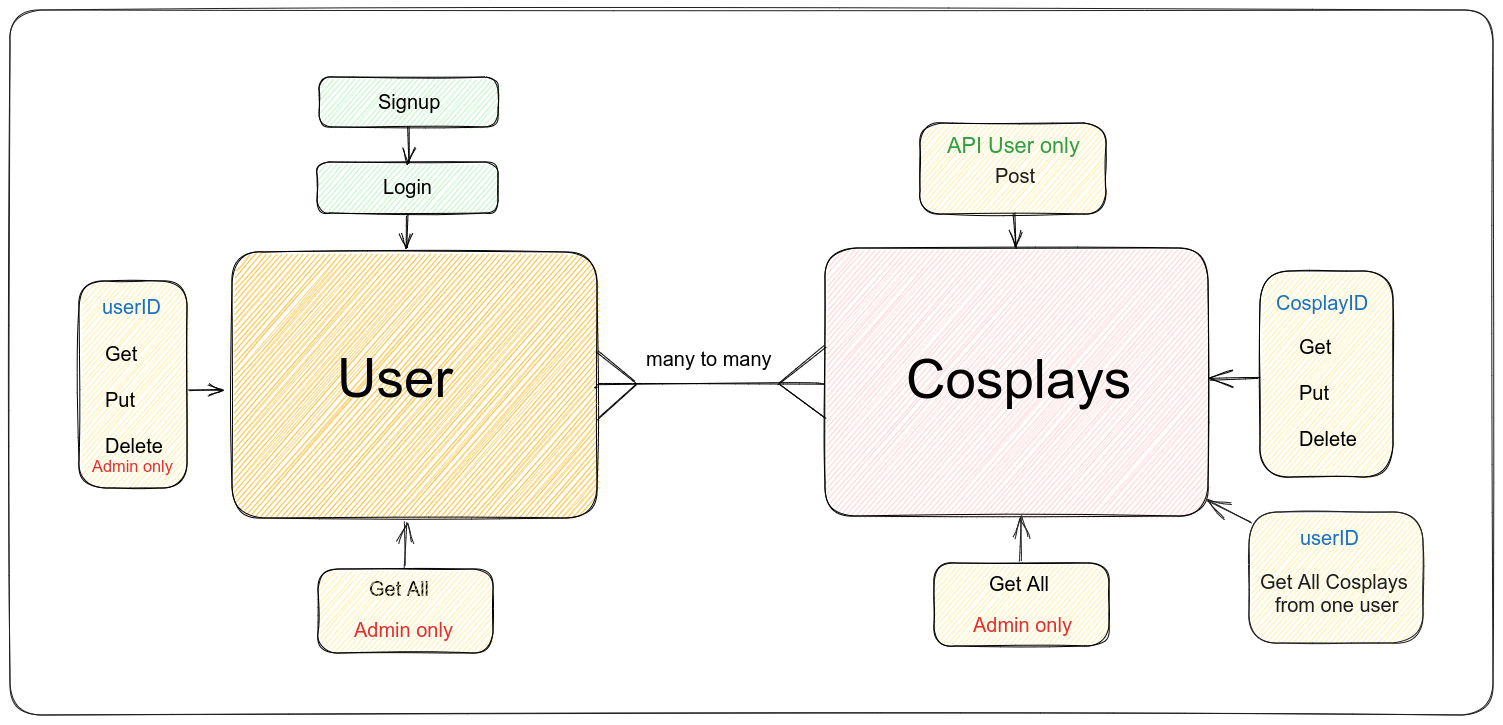 Signup
Login
userID
Get
Put
Delete
Admin only
User
Get All
Admin only
many to many
API User only
Post
Cosplays
CosplayID
Get
Put
Delete
Get All
Admin only
userID
Get All Cosplays
from one user